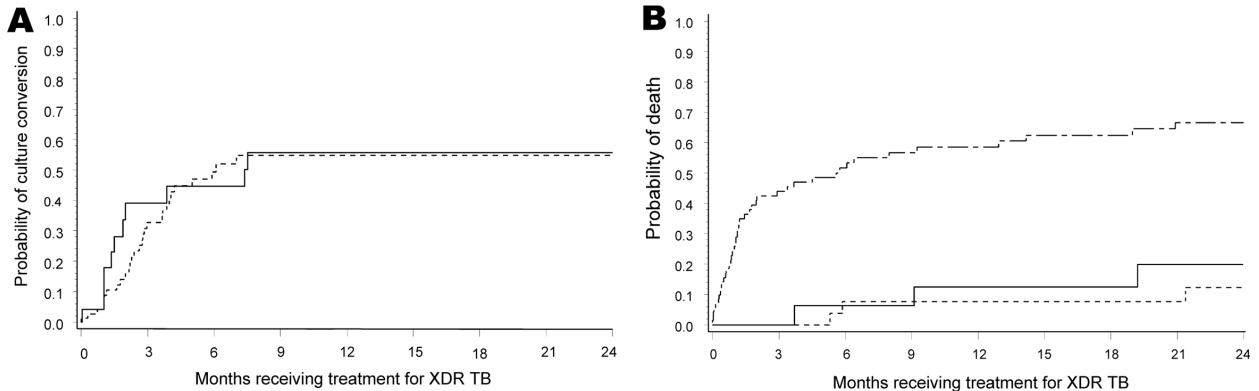 A
Probability of culture conversion
1.0
0.9
0.8
0.7
0.6
0.5
0.4
0.3
0.2
0.1
0.0
0 3 6 9 12 15 18 21 24
Months receiving treatment for XDR TB
B
Probability of death
1.0
0.9
0.8
0.7
0.6
0.5
0.4
0.3
0.2
0.1
0.0
0 3 6 9 12 15 18 21 24
Months receiving treatment for XDR TB